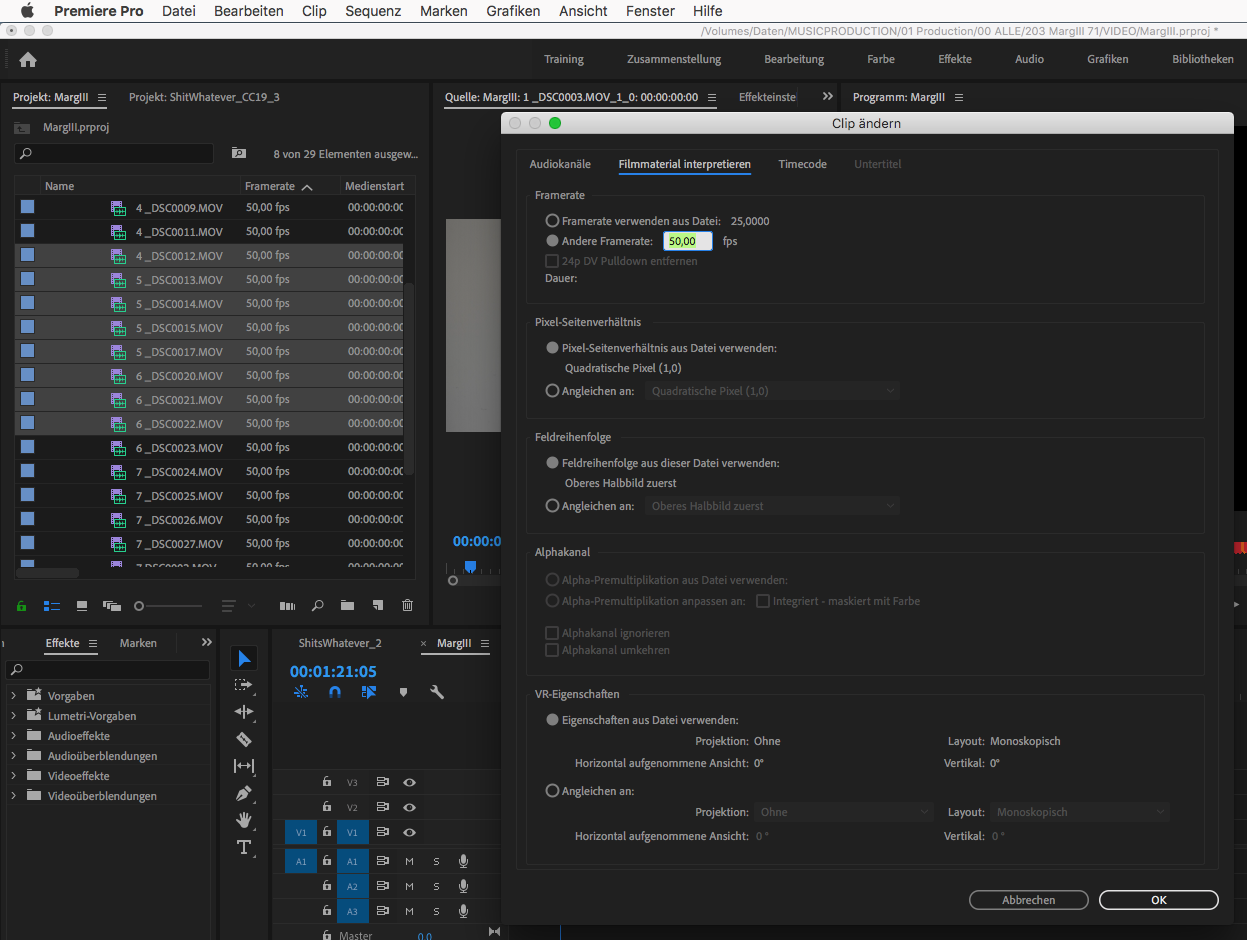 Premiere Pro Datei Bearbeiten Clip Sequenz Marken Grafiken Ansicht Fenster Hilfe
/Volumes/Daten/MUSICPRODUCTION/01 Production/00 ALLE/203 MargIII 71/VIDEO/MargIII.prproj *
Training Zusammenstellung Bearbeitung Farbe Effekte Audio Grafiken Bibliotheken
Projekt: MargIII Projekt: ShitWhatever_CC19_3
Quelle: MargIII: 1 _DSC0003.MOV_1_0: 00:00:00:00 Effekteinste
Programm: MargIII
MargIII.prproj
8 von 29 Elementen ausgew...
Name Framerate Medienstart
4 _DSC0009.MOV 50,00 fps 00:00:00:00
4 _DSC0011.MOV 50,00 fps 00:00:00:00
4 _DSC0012.MOV 50,00 fps 00:00:00:00
5 _DSC0013.MOV 50,00 fps 00:00:00:00
5 _DSC0014.MOV 50,00 fps 00:00:00:00
5 _DSC0015.MOV 50,00 fps 00:00:00:00
5 _DSC0017.MOV 50,00 fps 00:00:00:00
6 _DSC0020.MOV 50,00 fps 00:00:00:00
6 _DSC0021.MOV 50,00 fps 00:00:00:00
6 _DSC0022.MOV 50,00 fps 00:00:00:00
6 _DSC0023.MOV 50,00 fps 00:00:00:00
7 _DSC0024.MOV 50,00 fps 00:00:00:00
7 _DSC0025.MOV 50,00 fps 00:00:00:00
7 _DSC0026.MOV 50,00 fps 00:00:00:00
7 _DSC0027.MOV 50,00 fps 00:00:00:00
00:00:0
Effekte Marken
Vorgaben
Lumetri-Vorgaben
Audioeffekte
Audioüberblendungen
Videoeffekte
Videoüberblendungen
ShitsWhatever_2 × MargIII
00:01:21:05
V3
V2
V1 V1
A1 A1 M S
A2 M S
A3 M S
Master 0,0
Clip ändern
Audiokanäle Filmmaterial interpretieren Timecode Untertitel
Framerate
Framerate verwenden aus Datei: 25,0000
Andere Framerate: 50,00 fps
24p DV Pulldown entfernen
Dauer:
Pixel-Seitenverhältnis
Pixel-Seitenverhältnis aus Datei verwenden:
Quadratische Pixel (1,0)
Angleichen an: Quadratische Pixel (1,0)
Feldreihenfolge
Feldreihenfolge aus dieser Datei verwenden:
Oberes Halbbild zuerst
Angleichen an: Oberes Halbbild zuerst
Alphakanal
Alpha-Premultiplikation aus Datei verwenden:
Alpha-Premultiplikation anpassen an: Integriert - maskiert mit Farbe
Alphakanal ignorieren
Alphakanal umkehren
VR-Eigenschaften
Eigenschaften aus Datei verwenden:
Projektion: Ohne Layout: Monoskopisch
Horizontal aufgenommene Ansicht: 0° Vertikal: 0°
Angleichen an:
Projektion: Ohne Layout: Monoskopisch
Horizontal aufgenommene Ansicht: 0 ° Vertikal: 0 °
Abbrechen OK